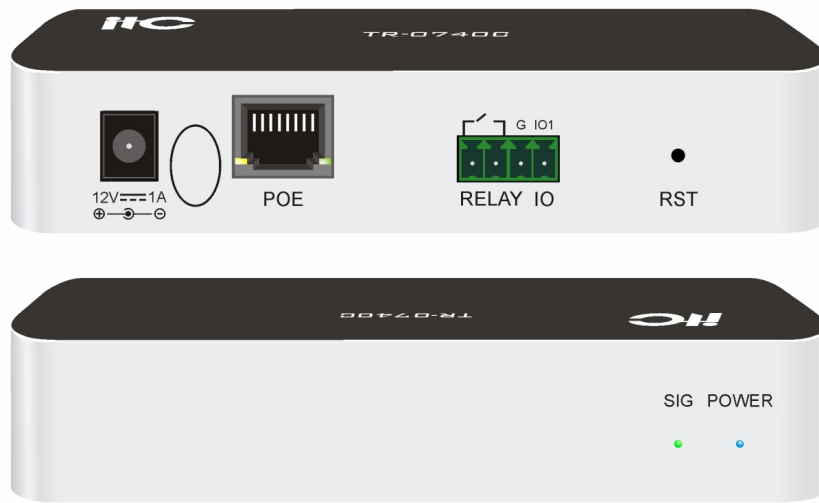 itc
TR-0740C
G IO1
12V 1A
POE
RELAY IO
RST
TR-0740C
itc
SIG POWER